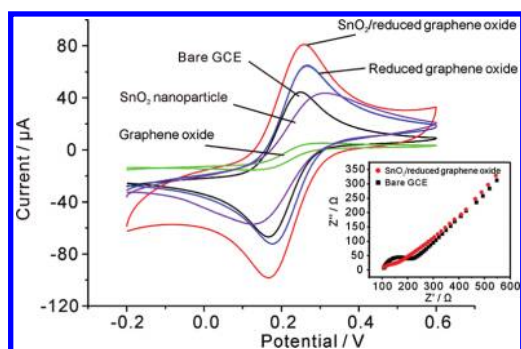 SnO₂/reduced graphene oxide
Bare GCE
Reduced graphene oxide
SnO₂ nanoparticle
Graphene oxide
Current / µA
80
40
0
-40
-80
-120
-0.2 0.0 0.2 0.4 0.6
Potential / V
SnO₂/reduced graphene oxide
Bare GCE
Z'' / Ω
350
300
250
200
150
100
50
0
0 100 200 300 400 500 600
Z' / Ω